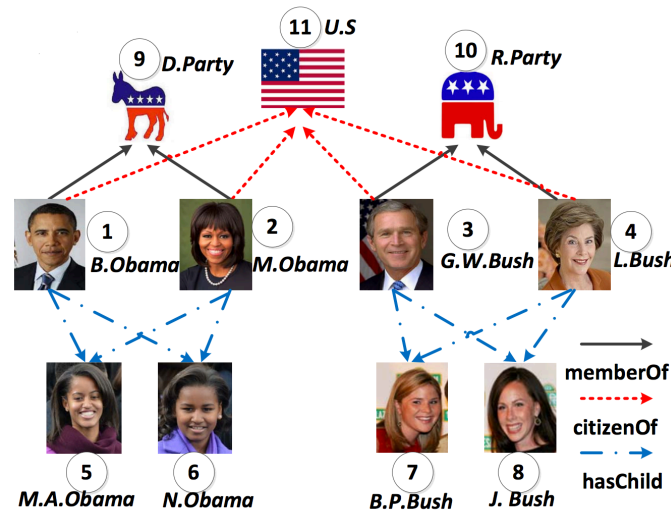 11 U.S
9 D.Party
10 R.Party
1
B.Obama
2
M.Obama
3
G.W.Bush
4
L.Bush
memberOf
citizenOf
hasChild
5
M.A.Obama
6
N.Obama
7
B.P.Bush
8
J. Bush